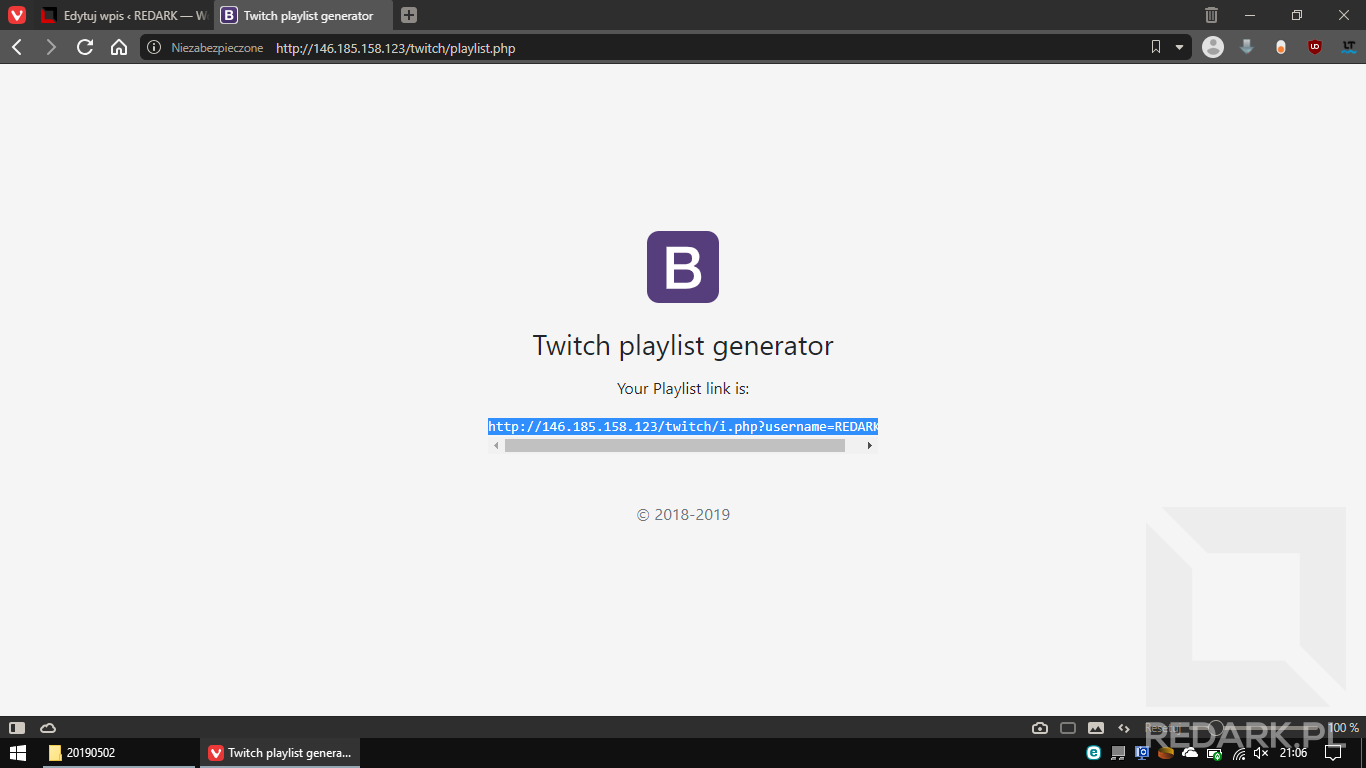 Edytuj wpis ‹ REDARK — W
B Twitch playlist generator
Niezabezpieczone http://146.185.158.123/twitch/playlist.php
B
Twitch playlist generator
Your Playlist link is:
http://146.185.158.123/twitch/i.php?username=REDARK
© 2018-2019
Resetuj
100 %
REDARK.PL
20190502
Twitch playlist genera...
21:06